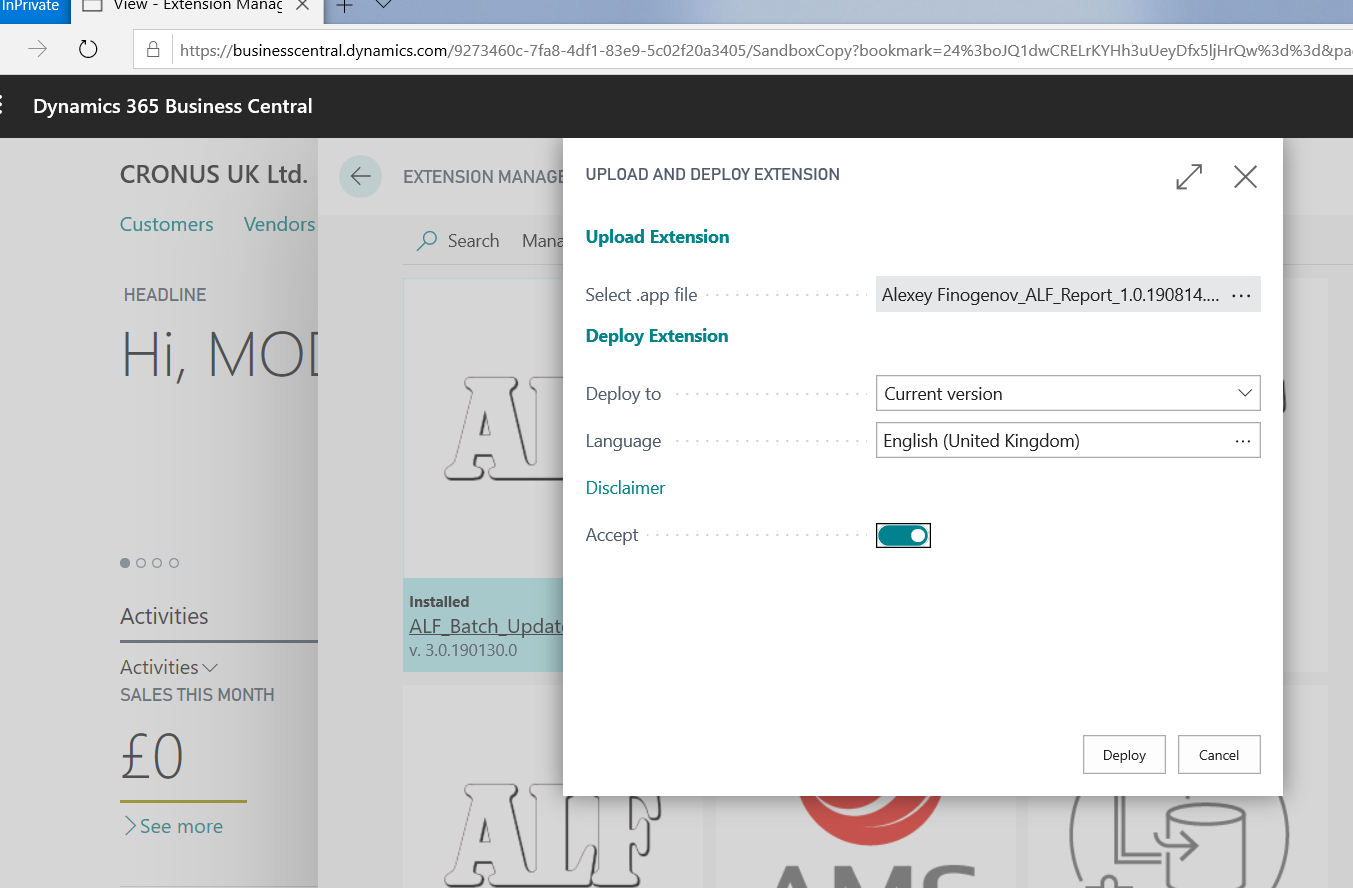 InPrivate
View - Extension Manag
https://businesscentral.dynamics.com/9273460c-7fa8-4df1-83e9-5c02f20a3405/SandboxCopy?bookmark=24%3boJQ1dwCRELrKYHh3uUeyDfx5ljHrQw%3d%3d&pa
Dynamics 365 Business Central
CRONUS UK Ltd.
Customers Vendors
HEADLINE
Hi, MOD
Activities
Activities
SALES THIS MONTH
£0
See more
EXTENSION MANAGE
Search Mana
ALF
Installed
ALF_Batch_Update
v. 3.0.190130.0
ALF
AMS
UPLOAD AND DEPLOY EXTENSION
Upload Extension
Select .app file Alexey Finogenov_ALF_Report_1.0.190814.... ...
Deploy Extension
Deploy to Current version
Language English (United Kingdom) ...
Disclaimer
Accept
Deploy Cancel